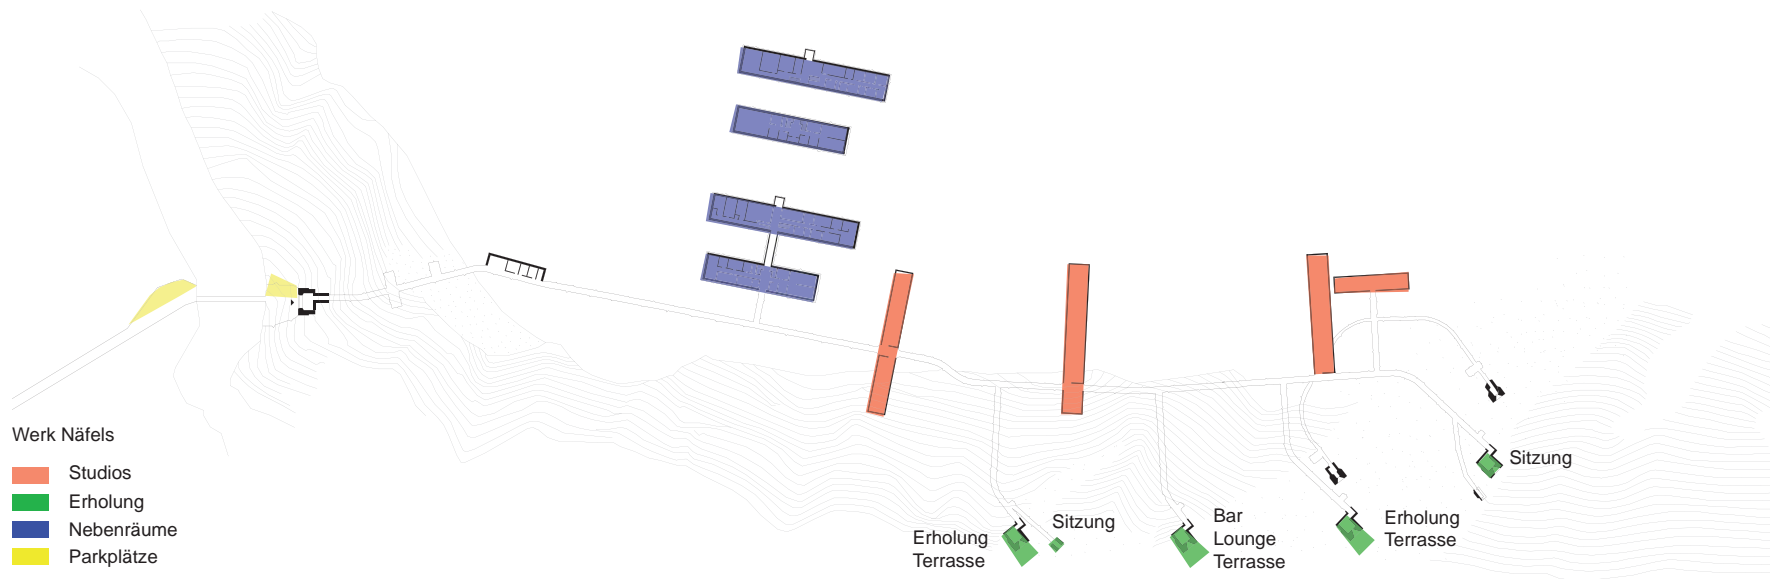 Werk Näfels
Studios
Erholung
Nebenräume
Parkplätze
Erholung
Terrasse
Sitzung
Bar
Lounge
Terrasse
Erholung
Terrasse
Sitzung